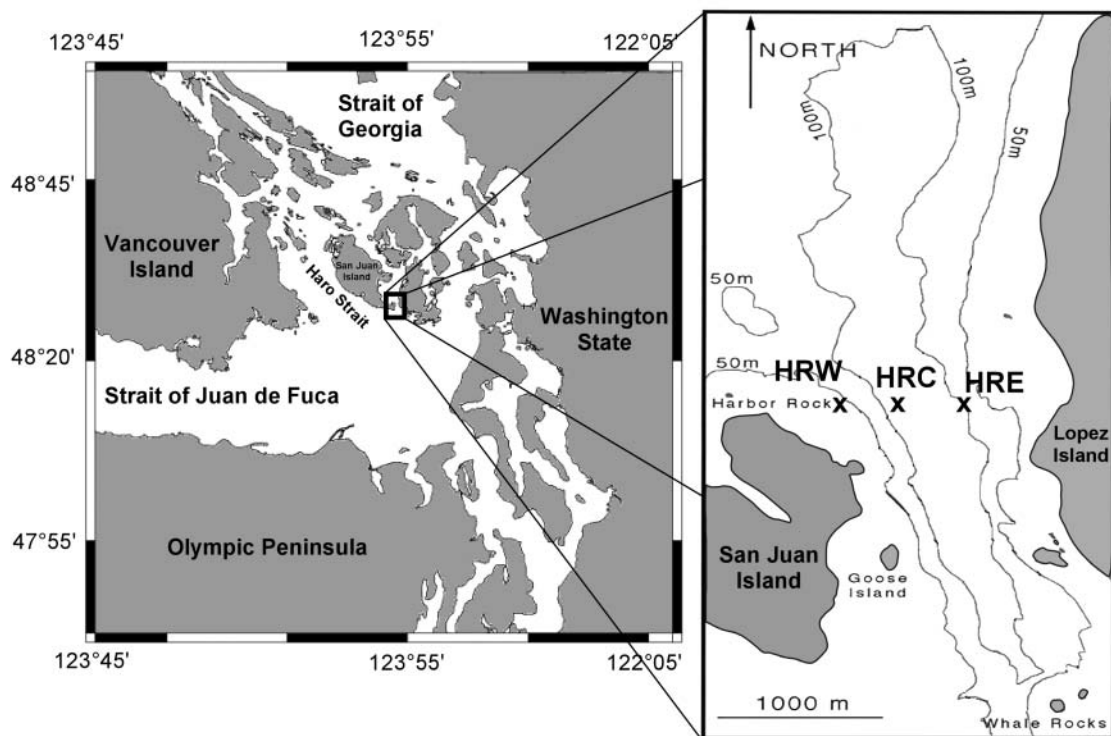 123˚45'
123˚55'
122˚05'
Strait of
Georgia
48˚45'
Vancouver
Island
San Juan
Island
Haro Strait
Washington
State
48˚20'
Strait of Juan de Fuca
47˚55'
Olympic Peninsula
123˚45'
123˚55'
122˚05'
NORTH
100m
100m
50m
50m
50m
HRW
HRC
HRE
Harbor Rock
x
x
x
Lopez
Island
San Juan
Island
Goose
Island
1000 m
Whale Rocks